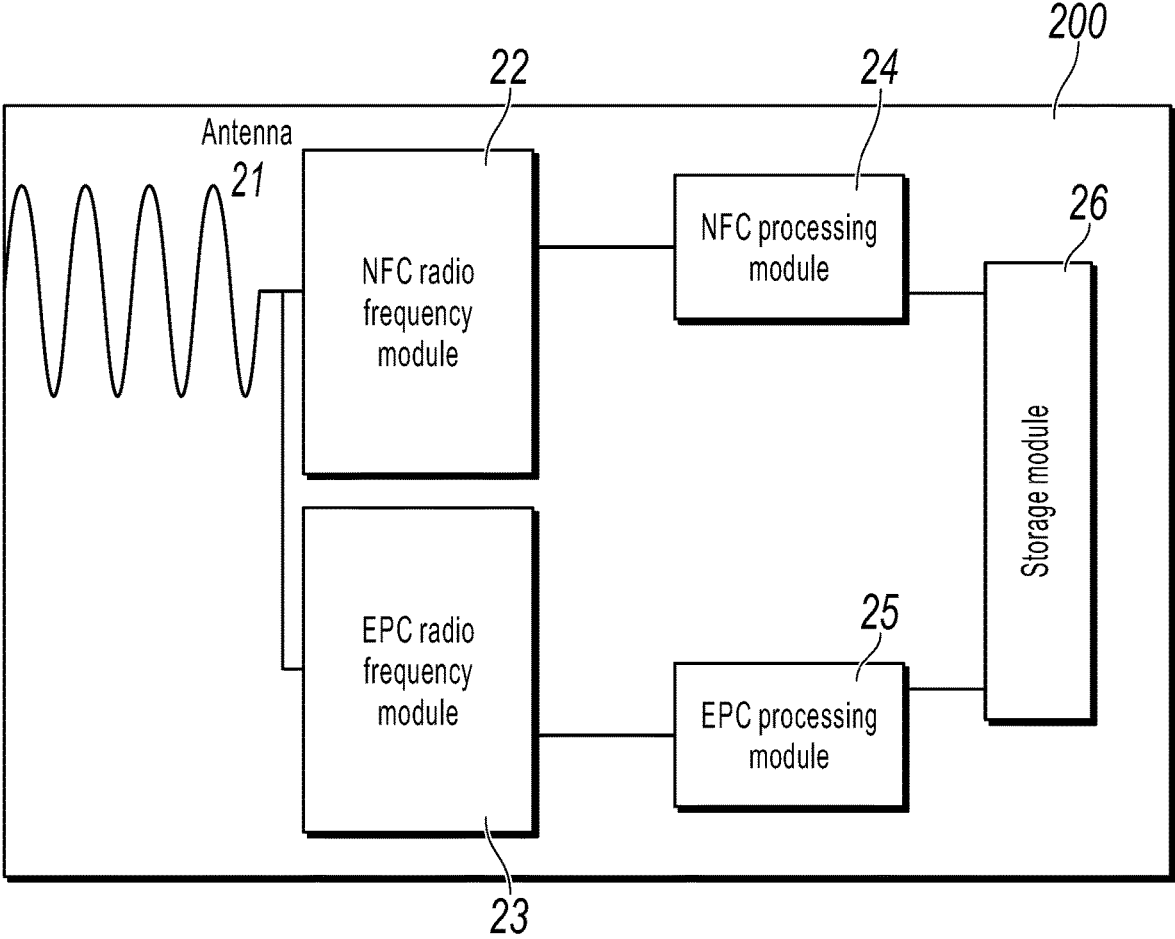 200
22
24
Antenna
21
26
NFC radio
frequency
module
NFC processing
module
Storage module
25
EPC radio
frequency
module
EPC processing
module
23